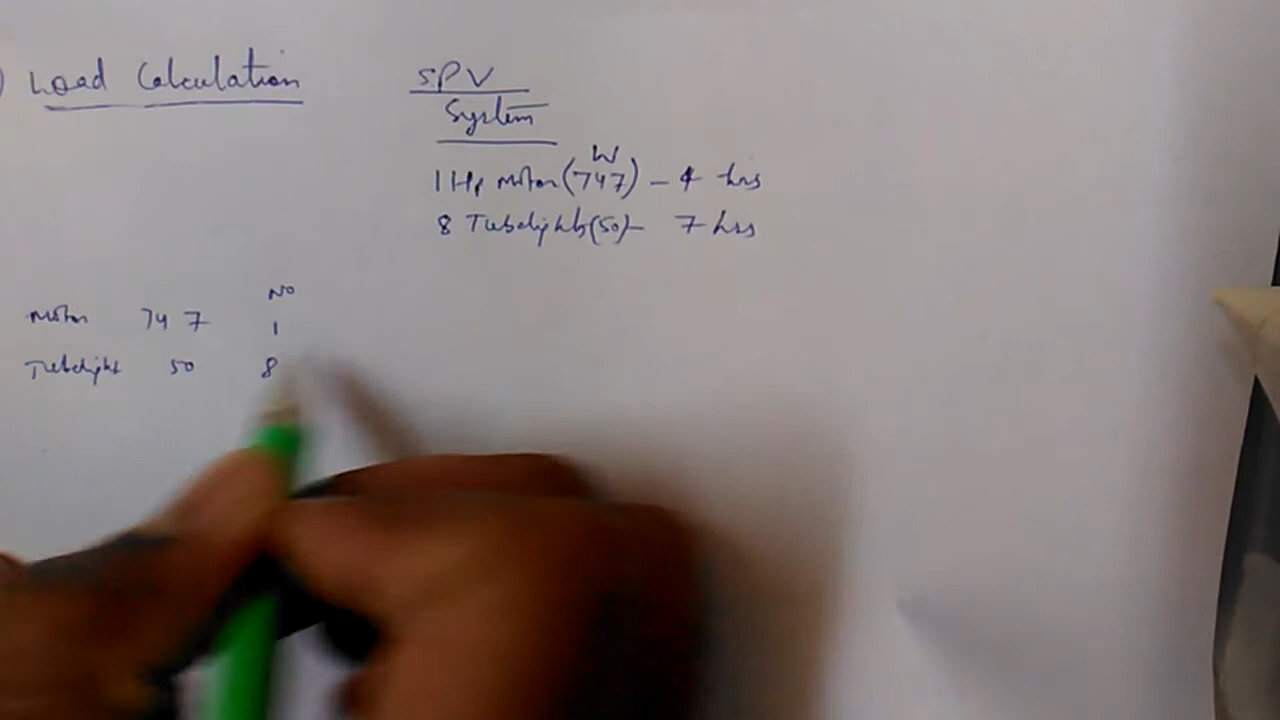 ) Load Calculation
SPV
System
W
1 Hp Motor (747) - 4 hrs
8 Tubelights (50) - 7 hrs
No
Motor 747 1
Tubelight 50 8